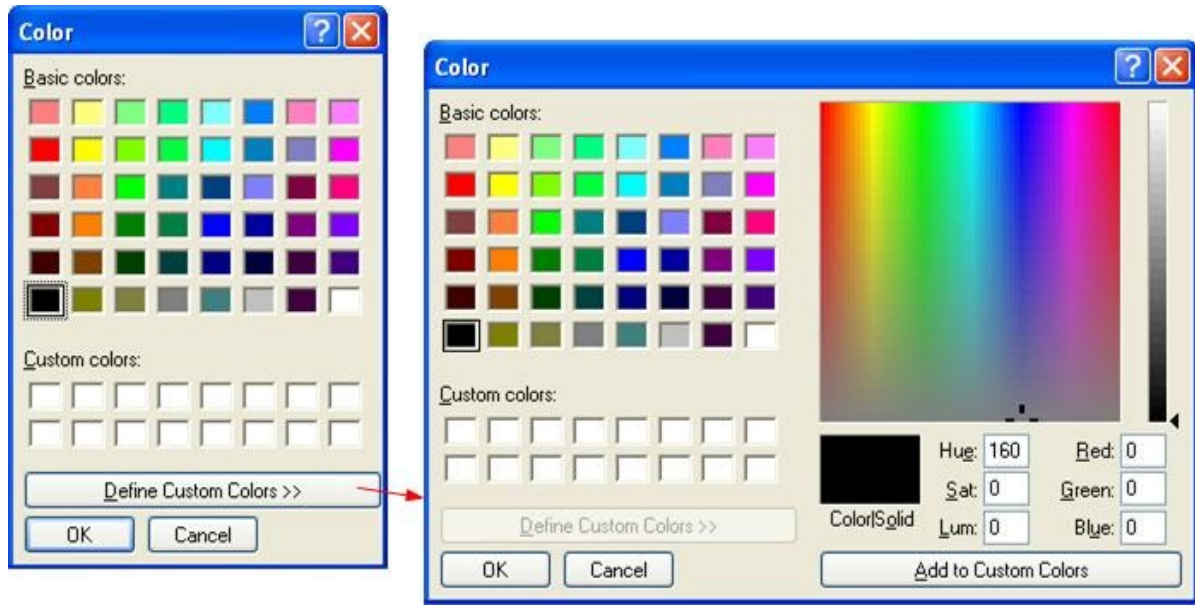 Color
Basic colors:
Custom colors:
Define Custom Colors >>
OK Cancel
Color
Basic colors:
Custom colors:
Define Custom Colors >>
OK Cancel
Color|Solid
Hue: 160 Red: 0
Sat: 0 Green: 0
Lum: 0 Blue: 0
Add to Custom Colors